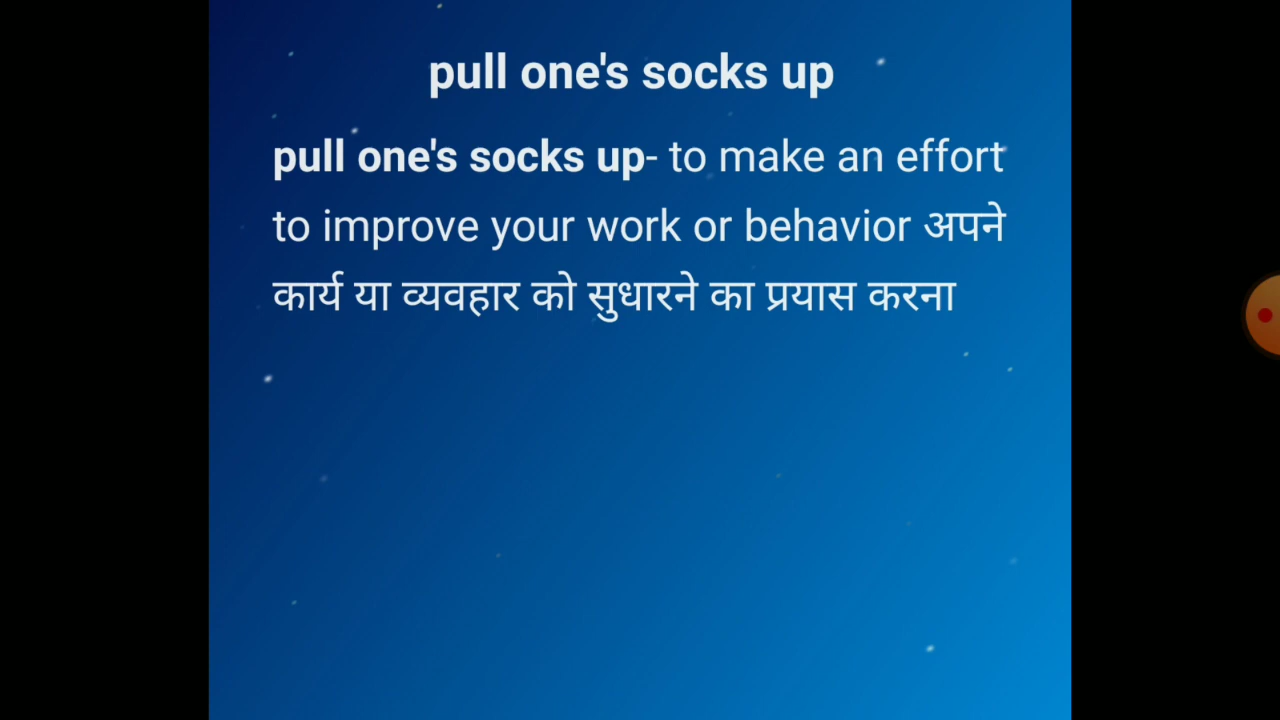 pull one's socks up
pull one's socks up- to make an effort
to improve your work or behavior अपने
कार्य या व्यवहार को सुधारने का प्रयास करना